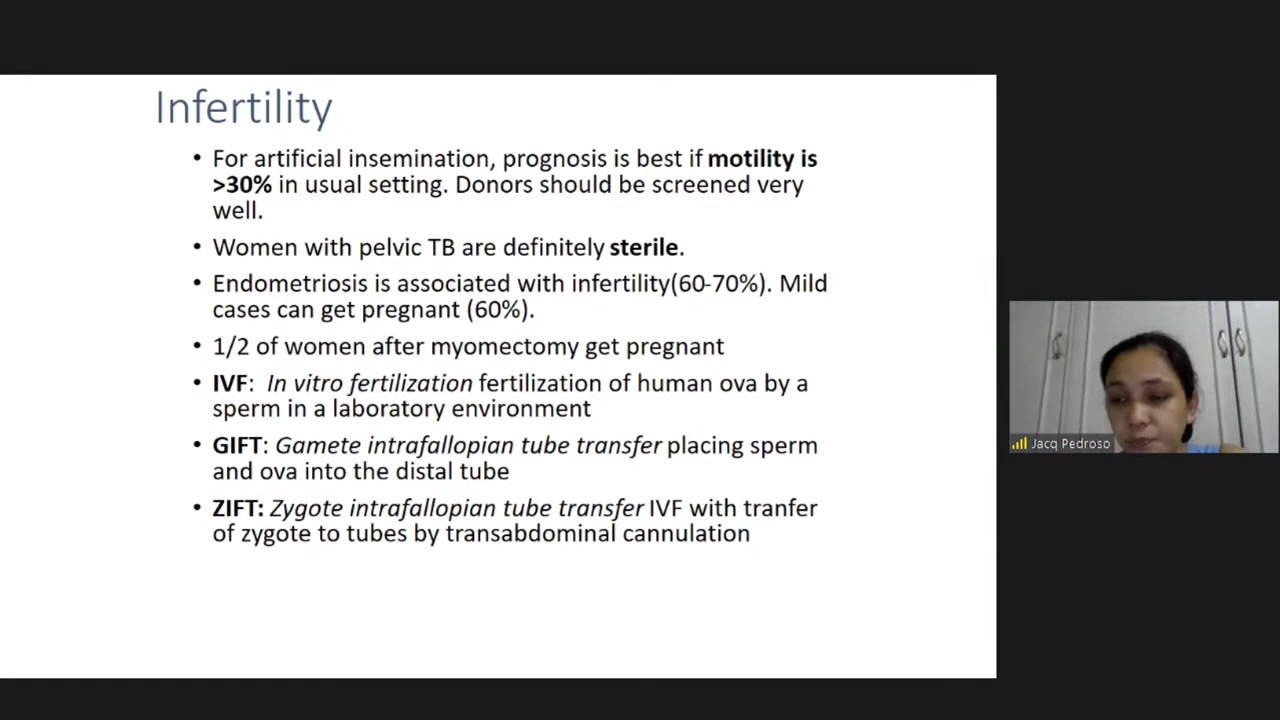 Infertility
• For artificial insemination, prognosis is best if motility is
>30% in usual setting. Donors should be screened very
well.
• Women with pelvic TB are definitely sterile.
• Endometriosis is associated with infertility(60-70%). Mild
cases can get pregnant (60%).
• 1/2 of women after myomectomy get pregnant
• IVF: In vitro fertilization fertilization of human ova by a
sperm in a laboratory environment
• GIFT: Gamete intrafallopian tube transfer placing sperm
and ova into the distal tube
• ZIFT: Zygote intrafallopian tube transfer IVF with tranfer
of zygote to tubes by transabdominal cannulation
Jacq Pedroso